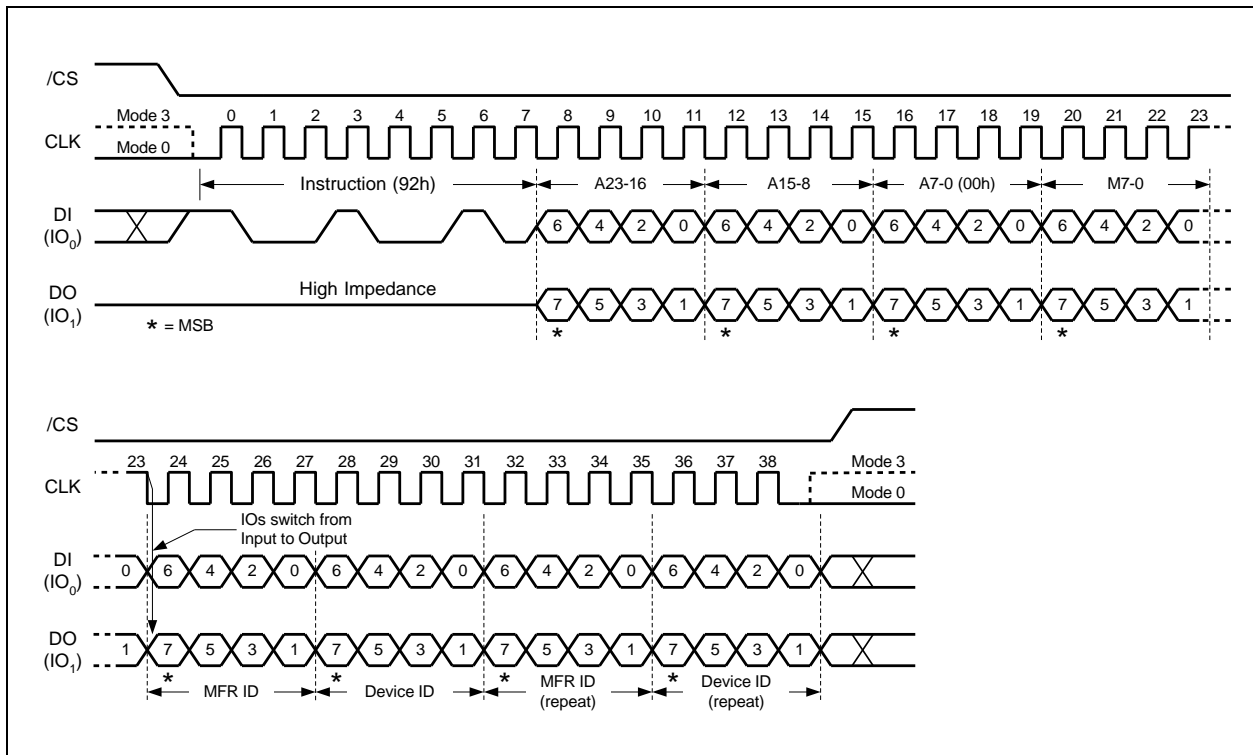 /CS
Mode 3 0 1 2 3 4 5 6 7 8 9 10 11 12 13 14 15 16 17 18 19 20 21 22 23
CLK
Mode 0
Instruction (92h) A23-16 A15-8 A7-0 (00h) M7-0
DI
(IO0) 6 4 2 0 6 4 2 0 6 4 2 0 6 4 2 0
High Impedance
DO
(IO1) 7 5 3 1 7 5 3 1 7 5 3 1 7 5 3 1
* = MSB * * * *
/CS
23 24 25 26 27 28 29 30 31 32 33 34 35 36 37 38 Mode 3
CLK
Mode 0
IOs switch from
Input to Output
DI
(IO0) 0 6 4 2 0 6 4 2 0 6 4 2 0 6 4 2 0
DO
(IO1) 1 7 5 3 1 7 5 3 1 7 5 3 1 7 5 3 1
* * * *
MFR ID Device ID MFR ID Device ID
(repeat) (repeat)